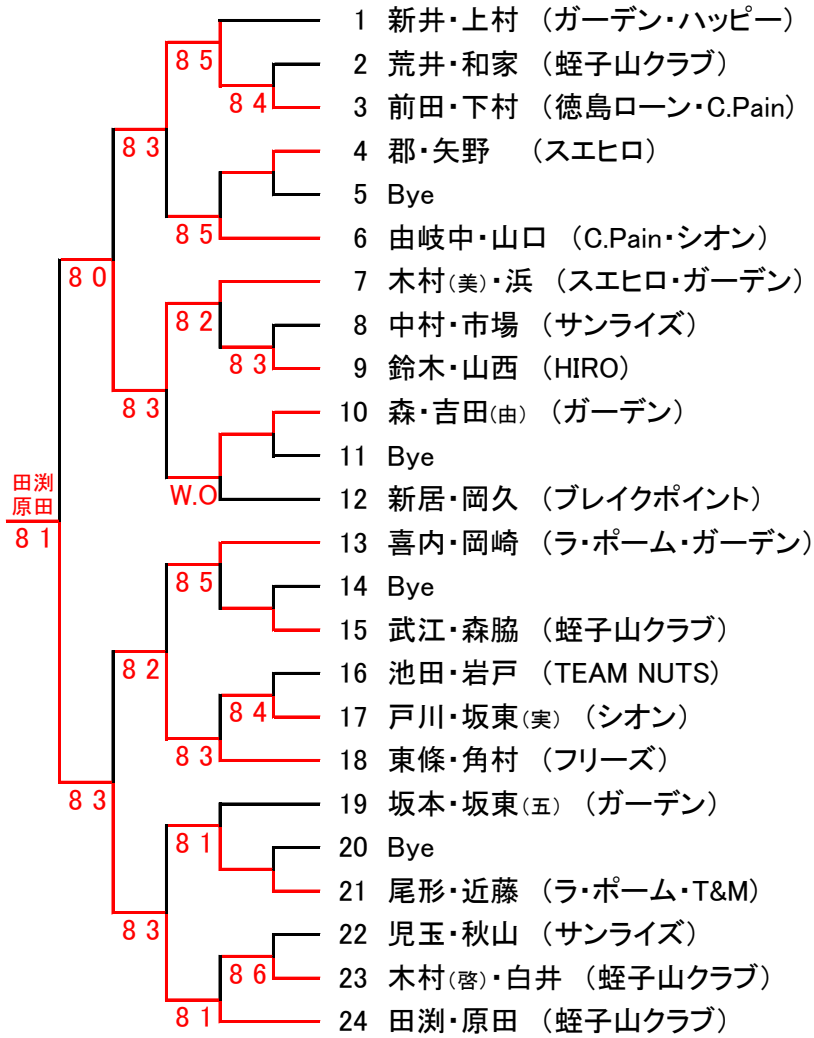 1 新井・上村 （ガーデン・ハッピー）
8 5
2 荒井・和家 （蛭子山クラブ）
8 4
3 前田・下村 （徳島ローン・C.Pain）
8 3
4 郡・矢野 （スエヒロ）
5 Bye
8 5
6 由岐中・山口 （C.Pain・シオン）
8 0
7 木村(美)・浜 （スエヒロ・ガーデン）
8 2
8 中村・市場 （サンライズ）
8 3
9 鈴木・山西 （HIRO）
8 3
10 森・吉田(由) （ガーデン）
11 Bye
W.O
12 新居・岡久 （ブレイクポイント）
田渕
原田
8 1
13 喜内・岡崎 （ラ・ポーム・ガーデン）
8 5
14 Bye
15 武江・森脇 （蛭子山クラブ）
8 2
16 池田・岩戸 （TEAM NUTS）
8 4
17 戸川・坂東(実) （シオン）
8 3
18 東條・角村 （フリーズ）
8 3
19 坂本・坂東(五) （ガーデン）
8 1
20 Bye
21 尾形・近藤 （ラ・ポーム・T&M）
8 3
22 児玉・秋山 （サンライズ）
8 6
23 木村(啓)・白井 （蛭子山クラブ）
8 1
24 田渕・原田 （蛭子山クラブ）